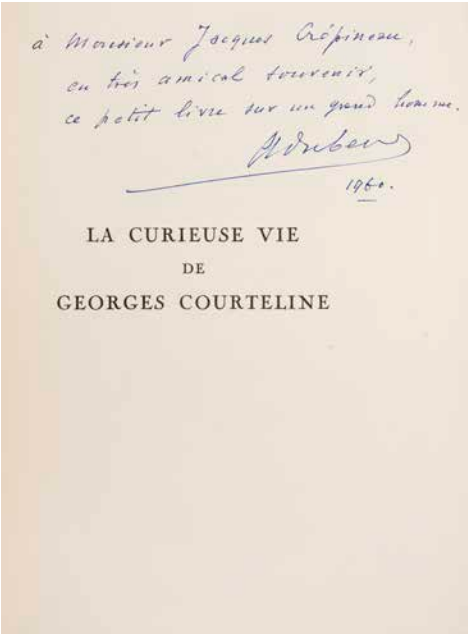 à Monsieur Jacques Crépineau,
en très amical souvenir,
ce petit livre sur un grand homme.
1960.
LA CURIEUSE VIE
DE
GEORGES COURTELINE